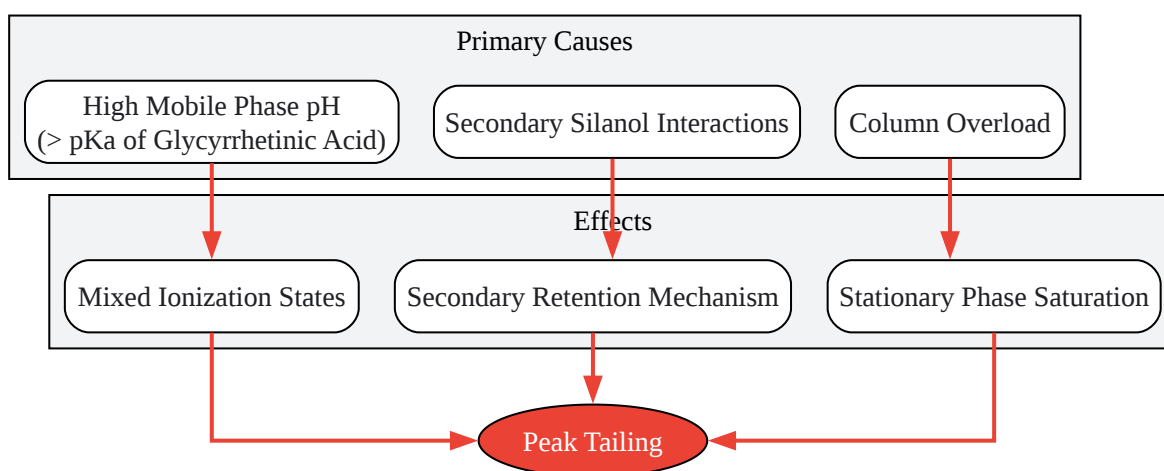 Primary Causes
High Mobile Phase pH
(> pKa of Glycyrrhetinic Acid)
Secondary Silanol Interactions
Column Overload
Effects
Mixed Ionization States
Secondary Retention Mechanism
Stationary Phase Saturation
Peak Tailing